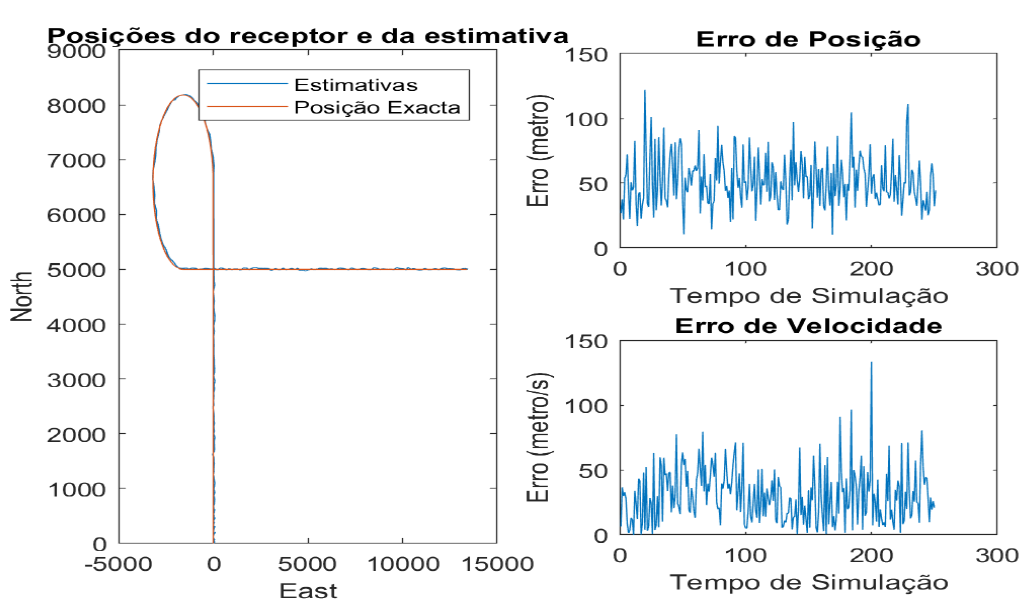 Posições do receptor e da estimativa
9000
8000
7000
6000
5000
4000
3000
2000
1000
0
-5000 0 5000 10000 15000
North
East
Estimativas
Posição Exacta
Erro de Posição
150
100
50
0
0 100 200 300
Erro (metro)
Tempo de Simulação
Erro de Velocidade
150
100
50
0
0 100 200 300
Erro (metro/s)
Tempo de Simulação